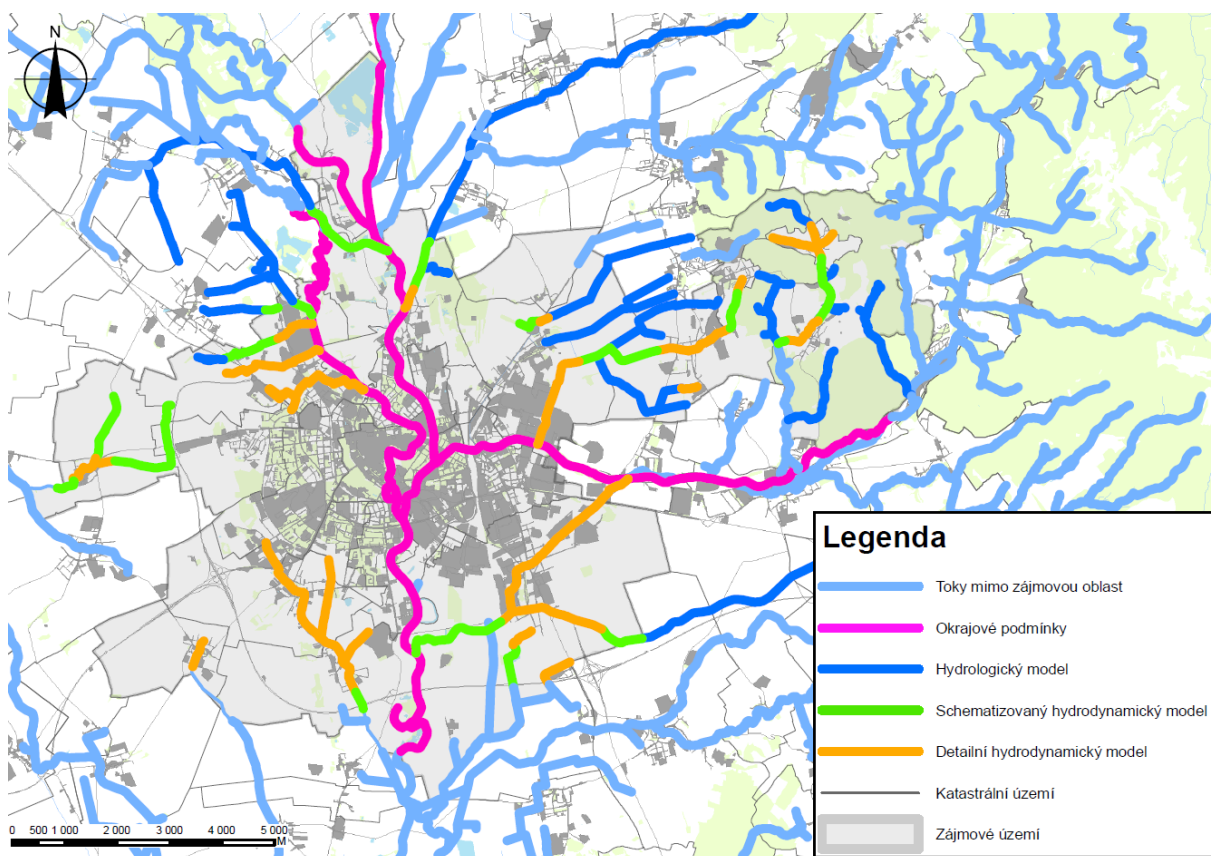 N
Legenda
Toky mimo zájmovou oblast
Okrajové podmínky
Hydrologický model
Schematizovaný hydrodynamický model
Detailní hydrodynamický model
Katastrální území
Zájmové území
0 500 1 000 2 000 3 000 4 000 5 000
M